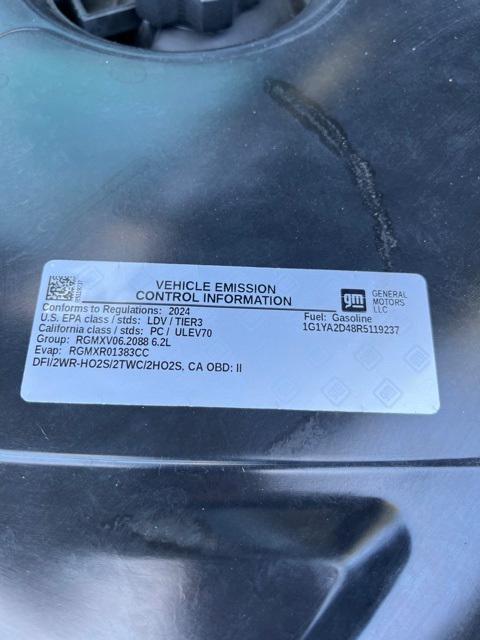 VEHICLE EMISSION
CONTROL INFORMATION
gm
GENERAL
MOTORS
LLC
Conforms to Regulations: 2024
U.S. EPA class / stds: LDV / TIER3
California class / stds: PC / ULEV70
Group: RGMXV06.2088 6.2L
Evap: RGMXR01383CC
DFI/2WR-HO2S/2TWC/2HO2S, CA OBD: II
Fuel: Gasoline
1G1YA2D48R5119237